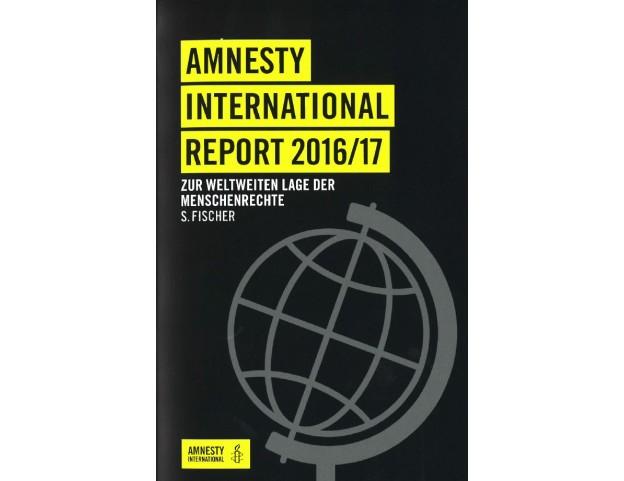 AMNESTY
INTERNATIONAL
REPORT 2016/17
ZUR WELTWEITEN LAGE DER
MENSCHENRECHTE
S. FISCHER
AMNESTY
INTERNATIONAL